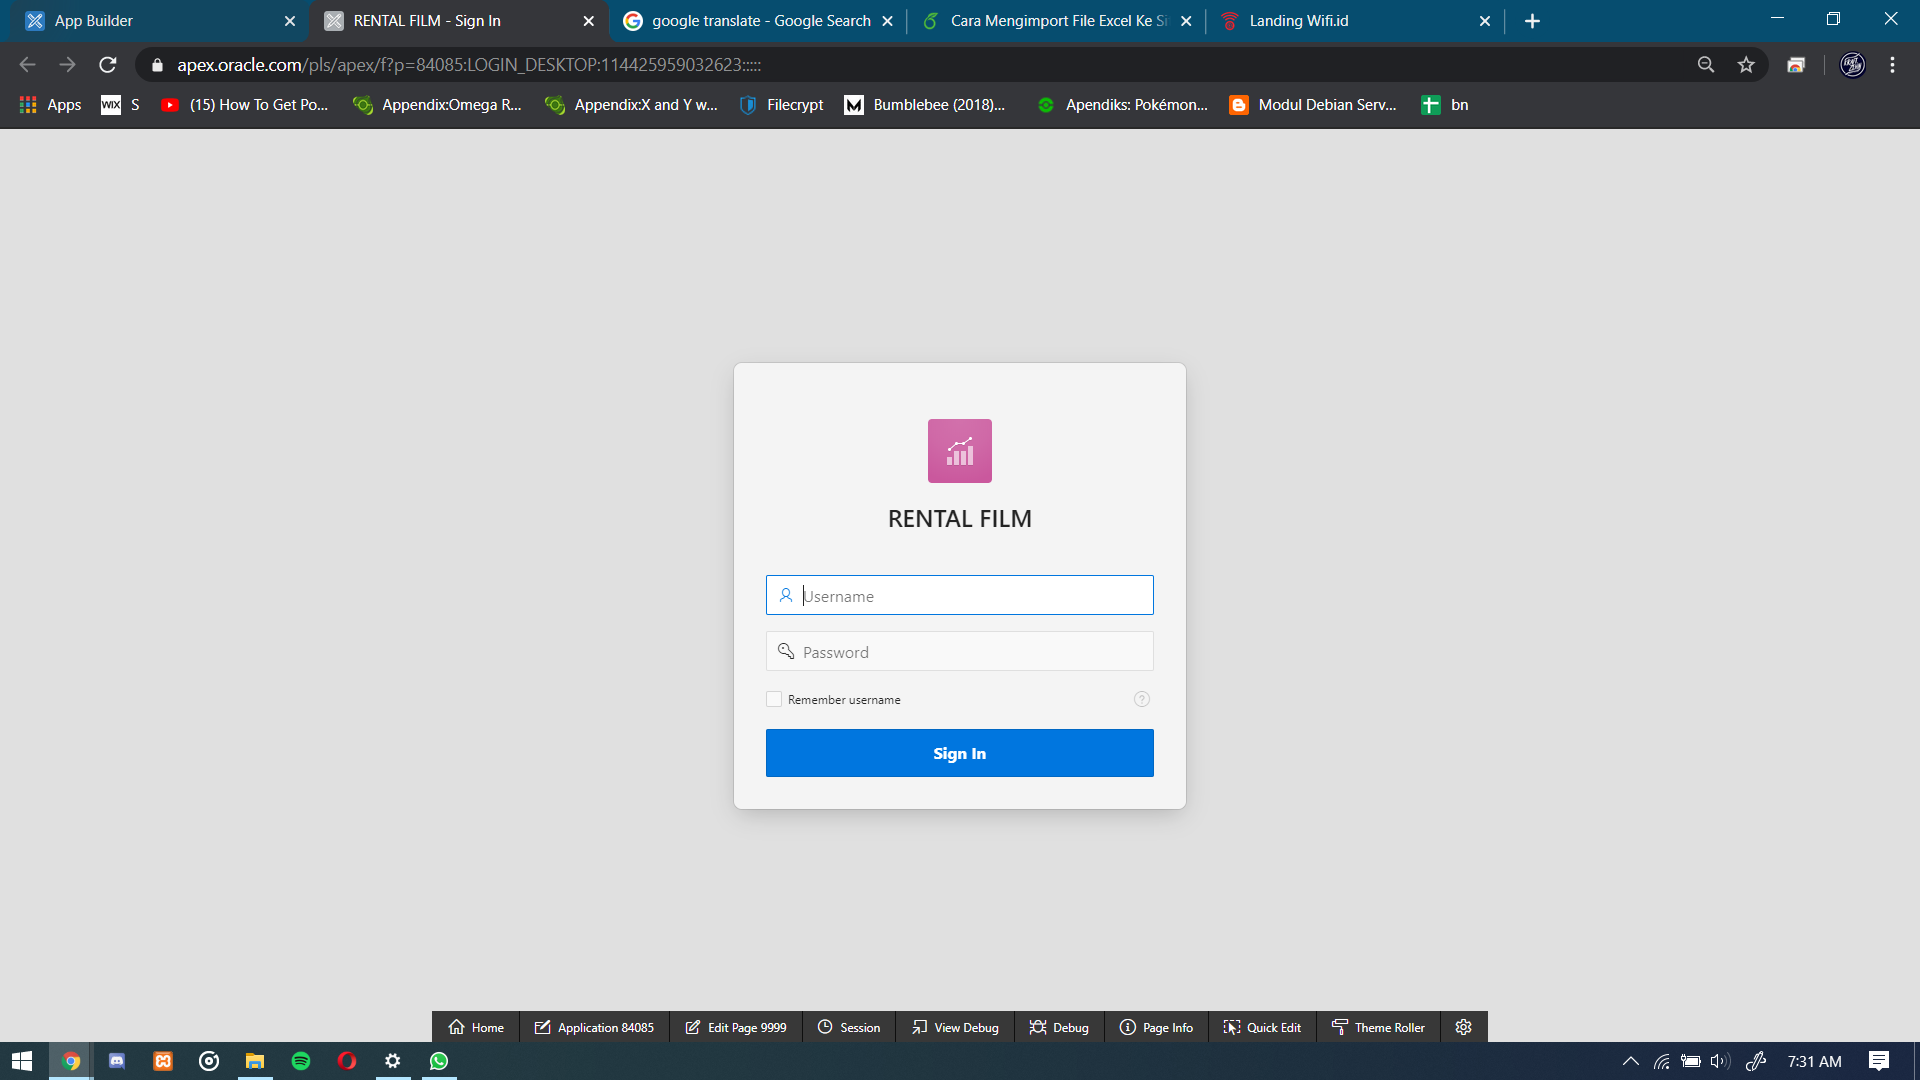 App Builder
RENTAL FILM - Sign In
google translate - Google Search
Cara Mengimport File Excel Ke Si
Landing Wifi.id
apex.oracle.com/pls/apex/f?p=84085:LOGIN_DESKTOP:114425959032623:::::
Apps
WIX S
(15) How To Get Po...
Appendix:Omega R...
Appendix:X and Y w...
Filecrypt
Bumblebee (2018)...
Apendiks: Pokémon...
Modul Debian Serv...
bn
RENTAL FILM
Username
Password
Remember username
?
Sign In
Home
Application 84085
Edit Page 9999
Session
View Debug
Debug
Page Info
Quick Edit
Theme Roller
7:31 AM